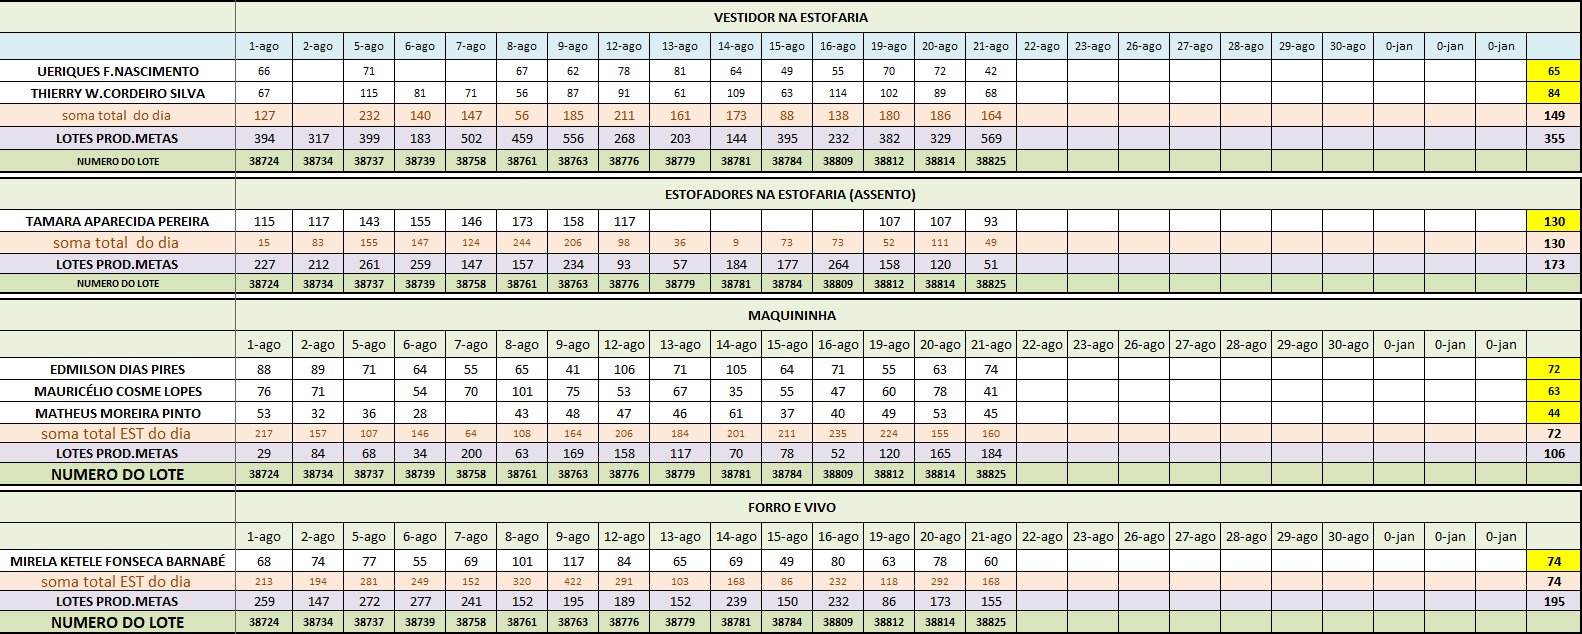 VESTIDOR NA ESTOFARIA
1-ago 2-ago 5-ago 6-ago 7-ago 8-ago 9-ago 12-ago 13-ago 14-ago 15-ago 16-ago 19-ago 20-ago 21-ago 22-ago 23-ago 26-ago 27-ago 28-ago 29-ago 30-ago 0-jan 0-jan 0-jan
UERIQUES F.NASCIMENTO 66 71 67 62 78 81 64 49 55 70 72 42 65
THIERRY W.CORDEIRO SILVA 67 115 81 71 56 87 91 61 109 63 114 102 89 68 84
soma total do dia 127 232 140 147 56 185 211 161 173 88 138 180 186 164 149
LOTES PROD.METAS 394 317 399 183 502 459 556 268 203 144 395 232 382 329 569 355
NUMERO DO LOTE 38724 38734 38737 38739 38758 38761 38763 38776 38779 38781 38784 38809 38812 38814 38825
ESTOFADORES NA ESTOFARIA (ASSENTO)
TAMARA APARECIDA PEREIRA 115 117 143 155 146 173 158 117 107 107 93 130
soma total do dia 15 83 155 147 124 244 206 98 36 9 73 73 52 111 49 130
LOTES PROD.METAS 227 212 261 259 147 157 234 93 57 184 177 264 158 120 51 173
NUMERO DO LOTE 38724 38734 38737 38739 38758 38761 38763 38776 38779 38781 38784 38809 38812 38814 38825
MAQUININHA
1-ago 2-ago 5-ago 6-ago 7-ago 8-ago 9-ago 12-ago 13-ago 14-ago 15-ago 16-ago 19-ago 20-ago 21-ago 22-ago 23-ago 26-ago 27-ago 28-ago 29-ago 30-ago 0-jan 0-jan 0-jan
EDMILSON DIAS PIRES 88 89 71 64 55 65 41 106 71 105 64 71 55 63 74 72
MAURICÉLIO COSME LOPES 76 71 54 70 101 75 53 67 35 55 47 60 78 41 63
MATHEUS MOREIRA PINTO 53 32 36 28 43 48 47 46 61 37 40 49 53 45 44
soma total EST do dia 217 157 107 146 64 108 164 206 184 201 211 235 224 155 160 72
LOTES PROD.METAS 29 84 68 34 200 63 169 158 117 70 78 52 120 165 184 106
NUMERO DO LOTE 38724 38734 38737 38739 38758 38761 38763 38776 38779 38781 38784 38809 38812 38814 38825
FORRO E VIVO
1-ago 2-ago 5-ago 6-ago 7-ago 8-ago 9-ago 12-ago 13-ago 14-ago 15-ago 16-ago 19-ago 20-ago 21-ago 22-ago 23-ago 26-ago 27-ago 28-ago 29-ago 30-ago 0-jan 0-jan 0-jan
MIRELA KETELE FONSECA BARNABÉ 68 74 77 55 69 101 117 84 65 69 49 80 63 78 60 74
soma total EST do dia 213 194 281 249 152 320 422 291 103 168 86 232 118 292 168 74
LOTES PROD.METAS 259 147 272 277 241 152 195 189 152 239 150 232 86 173 155 195
NUMERO DO LOTE 38724 38734 38737 38739 38758 38761 38763 38776 38779 38781 38784 38809 38812 38814 38825